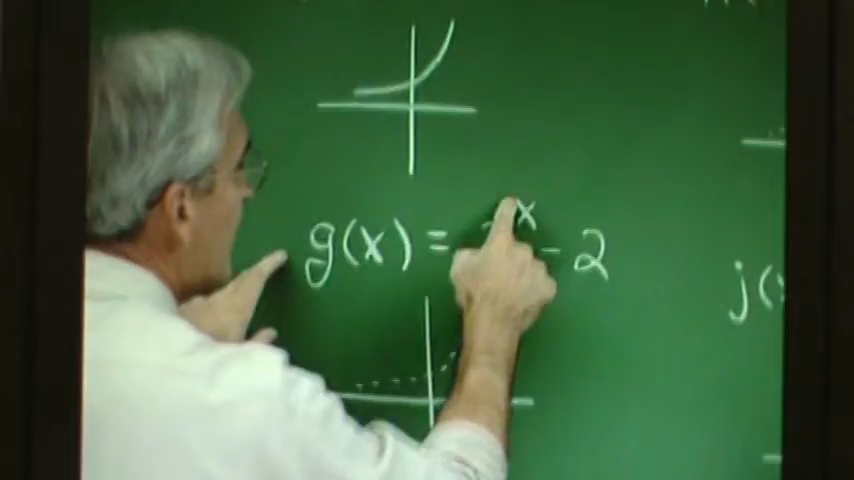 g(x) = x - 2
j(